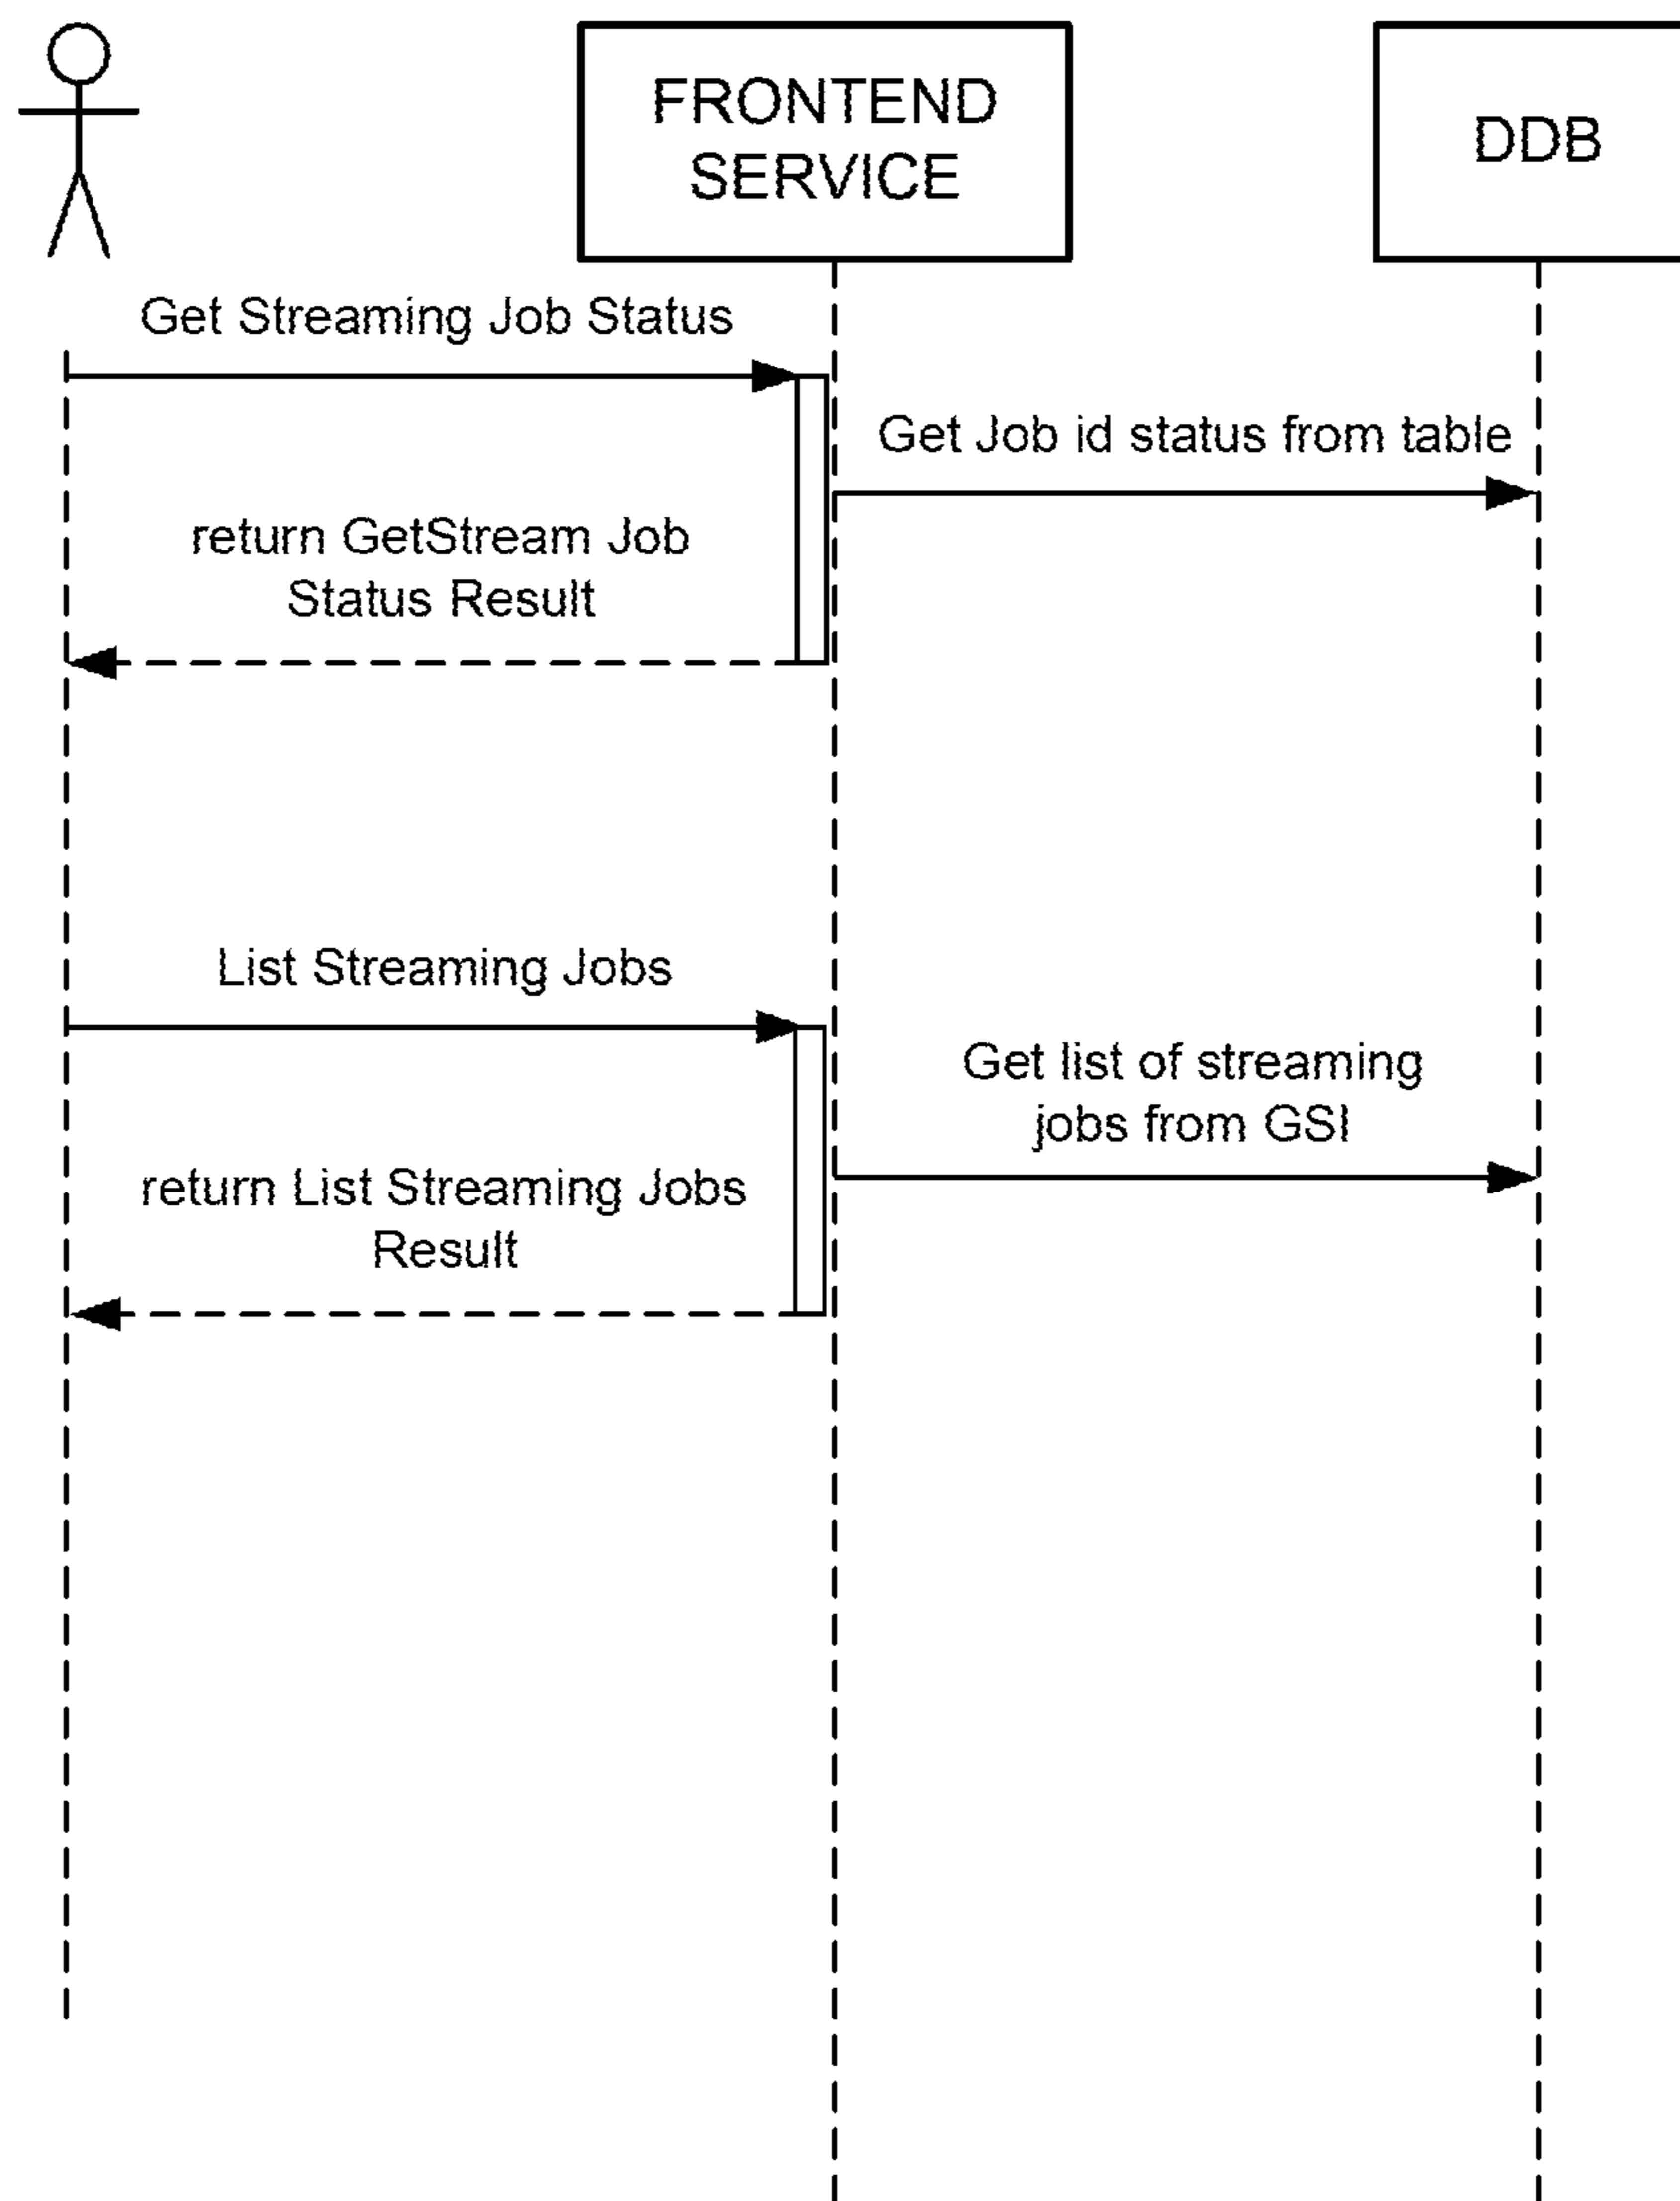 FRONTEND
SERVICE
DDB
Get Streaming Job Status
Get Job id status from table
return GetStream Job
Status Result
List Streaming Jobs
Get list of streaming
jobs from GSI
return List Streaming Jobs
Result